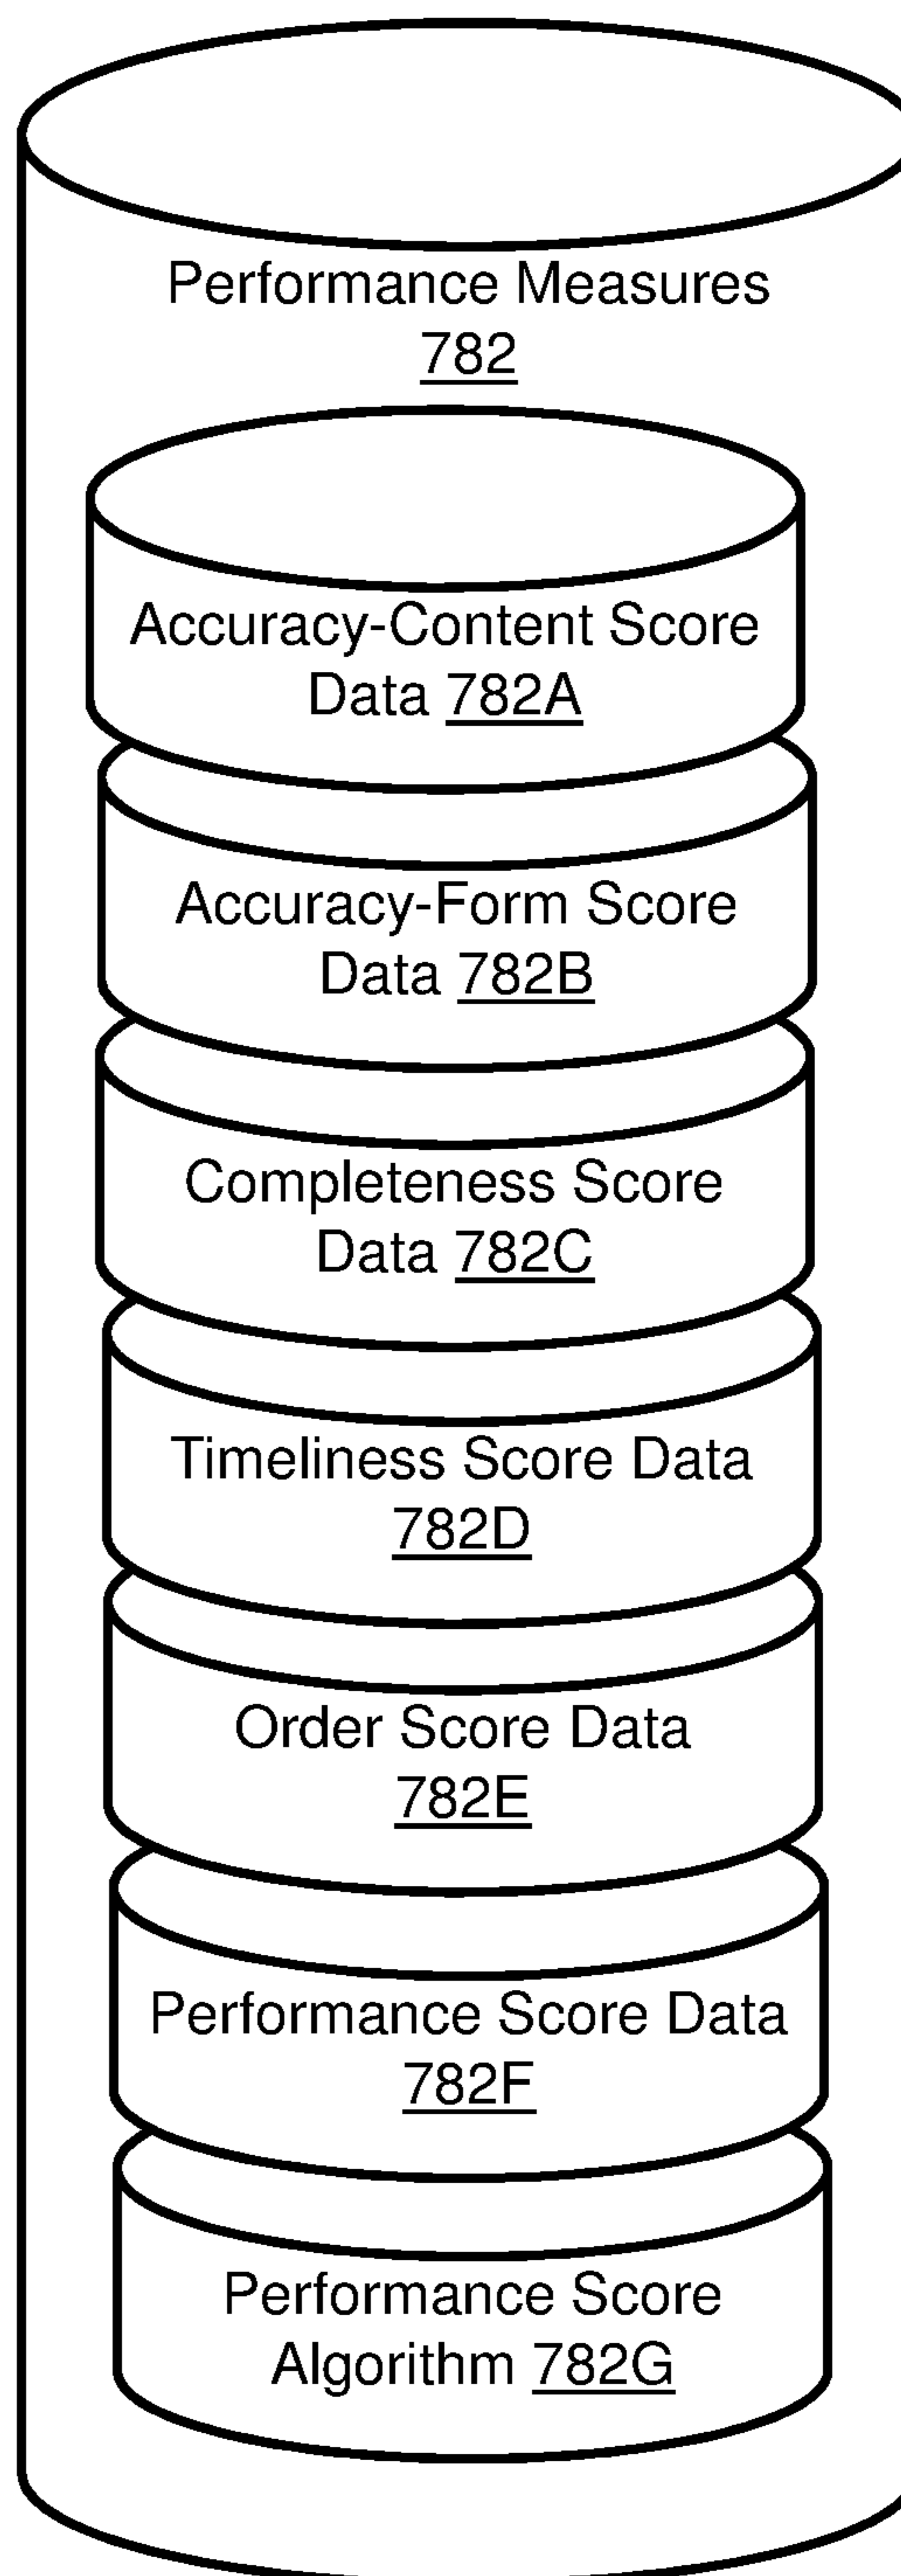 Performance Measures
782
Accuracy-Content Score
Data 782A
Accuracy-Form Score
Data 782B
Completeness Score
Data 782C
Timeliness Score Data
782D
Order Score Data
782E
Performance Score Data
782F
Performance Score
Algorithm 782G